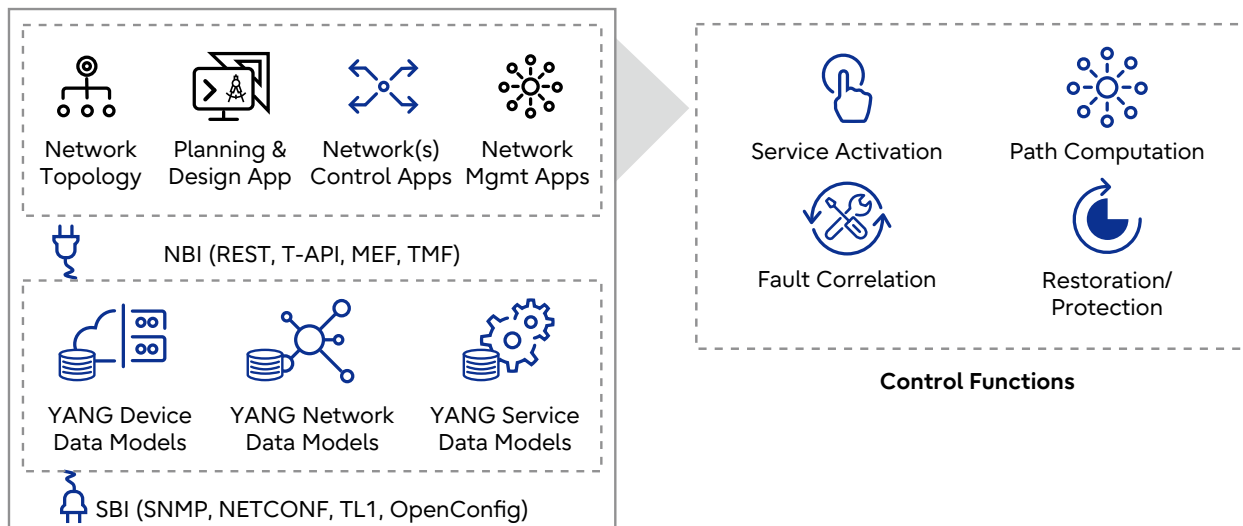 Network
Topology
Planning &
Design App
Network(s)
Control Apps
Network
Mgmt Apps
NBI (REST, T-API, MEF, TMF)
YANG Device
Data Models
YANG Network
Data Models
YANG Service
Data Models
SBI (SNMP, NETCONF, TL1, OpenConfig)
Service Activation
Path Computation
Fault Correlation
Restoration/
Protection
Control Functions